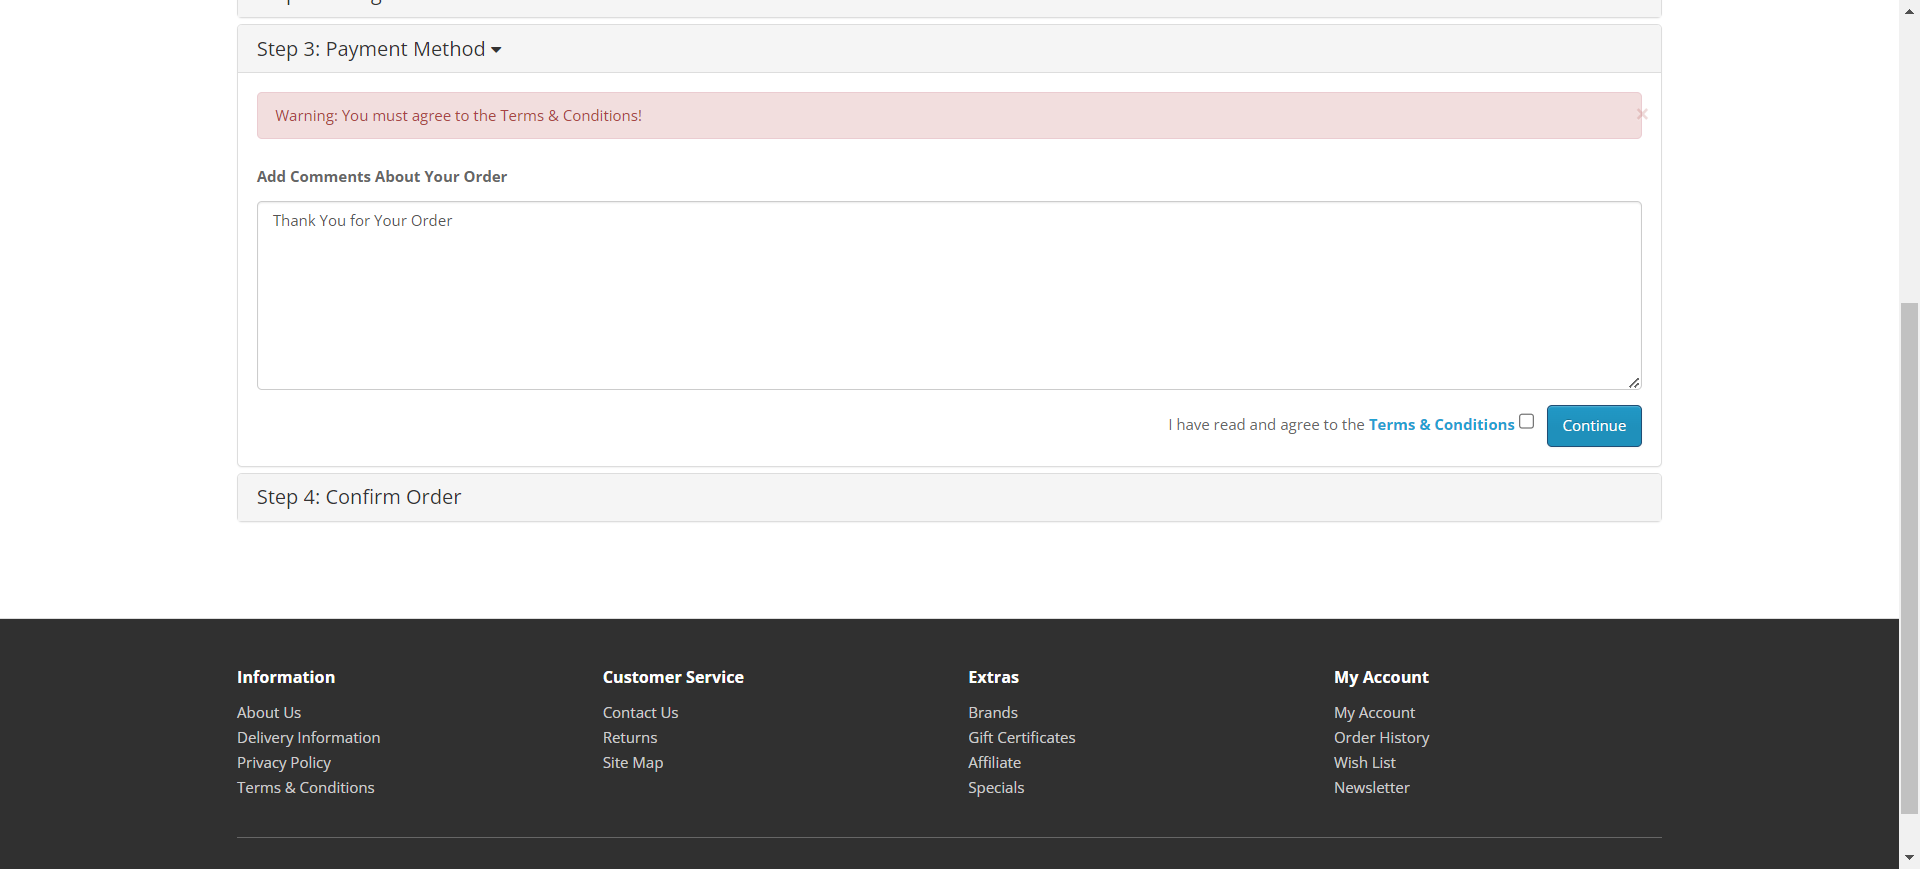 Step 3: Payment Method
Warning: You must agree to the Terms & Conditions!
×
Add Comments About Your Order
Thank You for Your Order
I have read and agree to the Terms & Conditions
Continue
Step 4: Confirm Order
Information
About Us
Delivery Information
Privacy Policy
Terms & Conditions
Customer Service
Contact Us
Returns
Site Map
Extras
Brands
Gift Certificates
Affiliate
Specials
My Account
My Account
Order History
Wish List
Newsletter